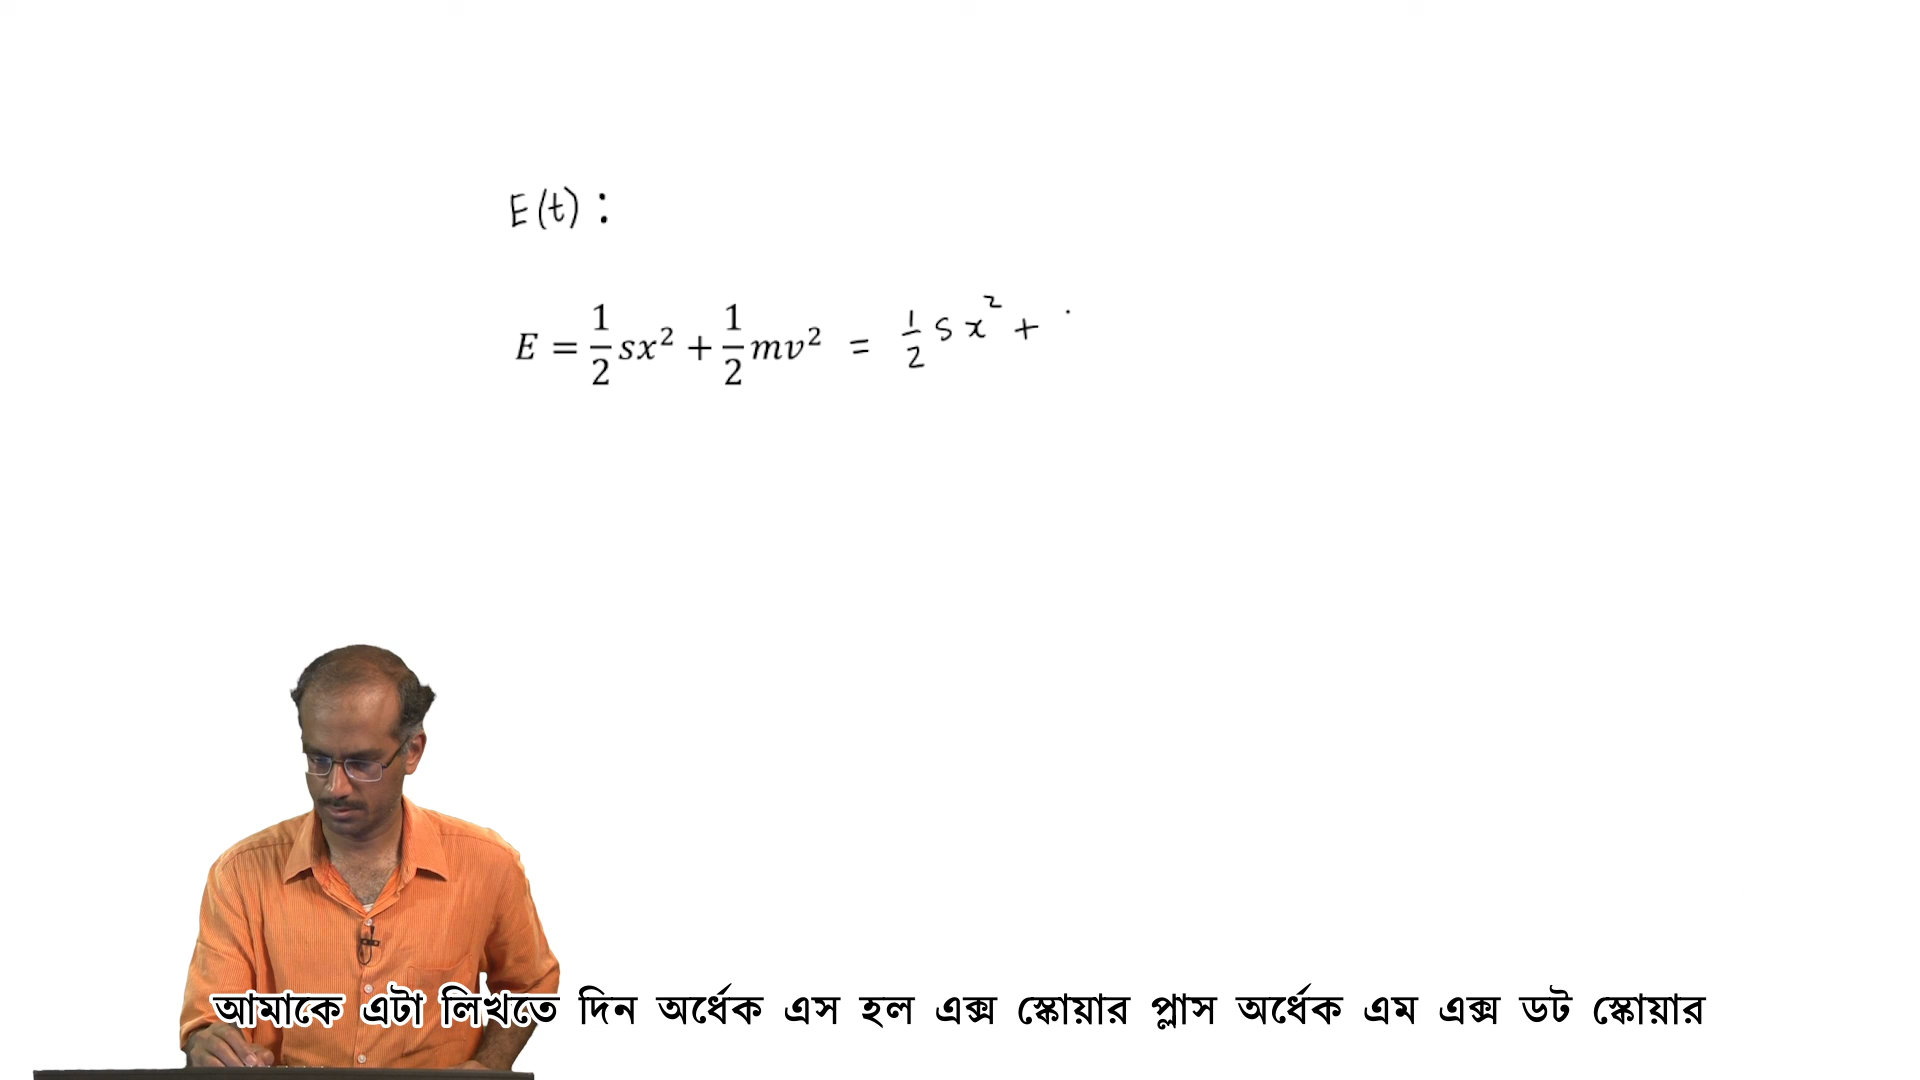 E(t) :
E = 1/2 sx² + 1/2 mv² = 1/2 s x² +
আমাকে এটা লিখতে দিন অর্ধেক এস হল এক্স স্কোয়ার প্লাস অর্ধেক এম এক্স ডট স্কোয়ার